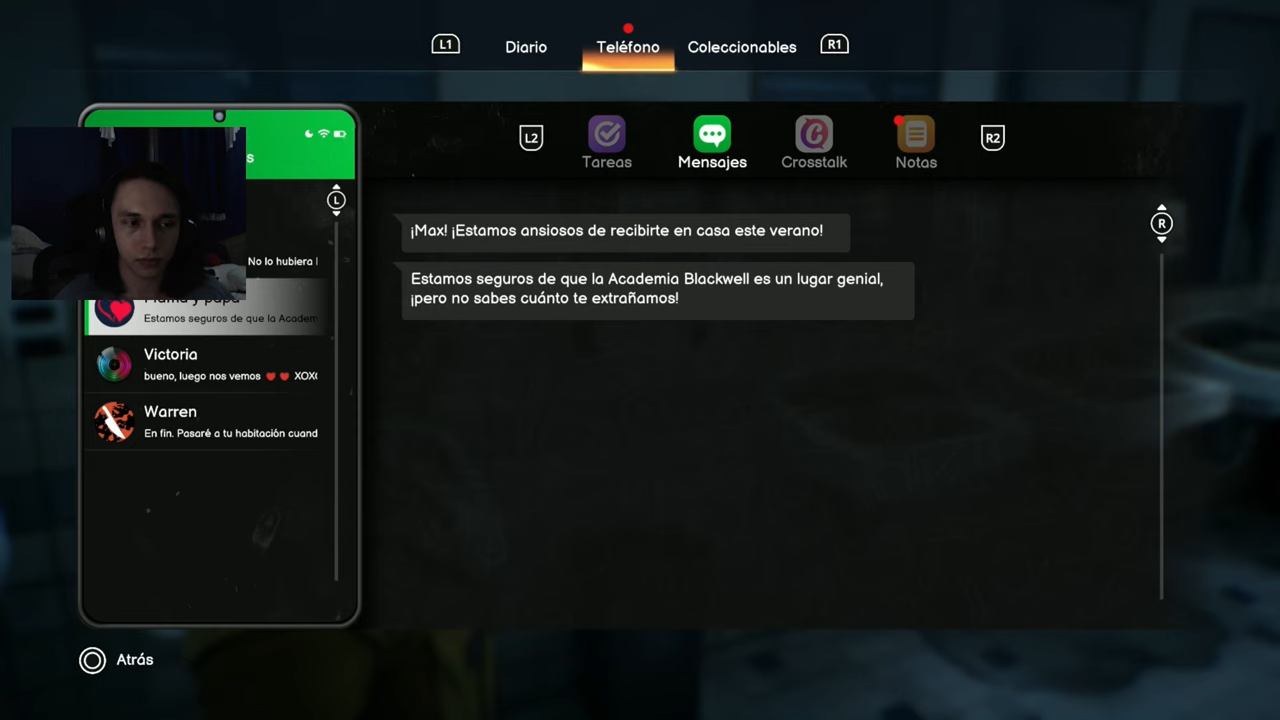 L1 Diario Teléfono Coleccionables R1
L2 Tareas Mensajes Crosstalk Notas R2
s
L
No lo hubiera
Mamá y papá
Estamos seguros de que la Academ
Victoria
bueno, luego nos vemos ❤️ ❤️ XOX
Warren
En fin. Pasaré a tu habitación cuand
¡Max! ¡Estamos ansiosos de recibirte en casa este verano!
Estamos seguros de que la Academia Blackwell es un lugar genial,
¡pero no sabes cuánto te extrañamos!
R
Atrás